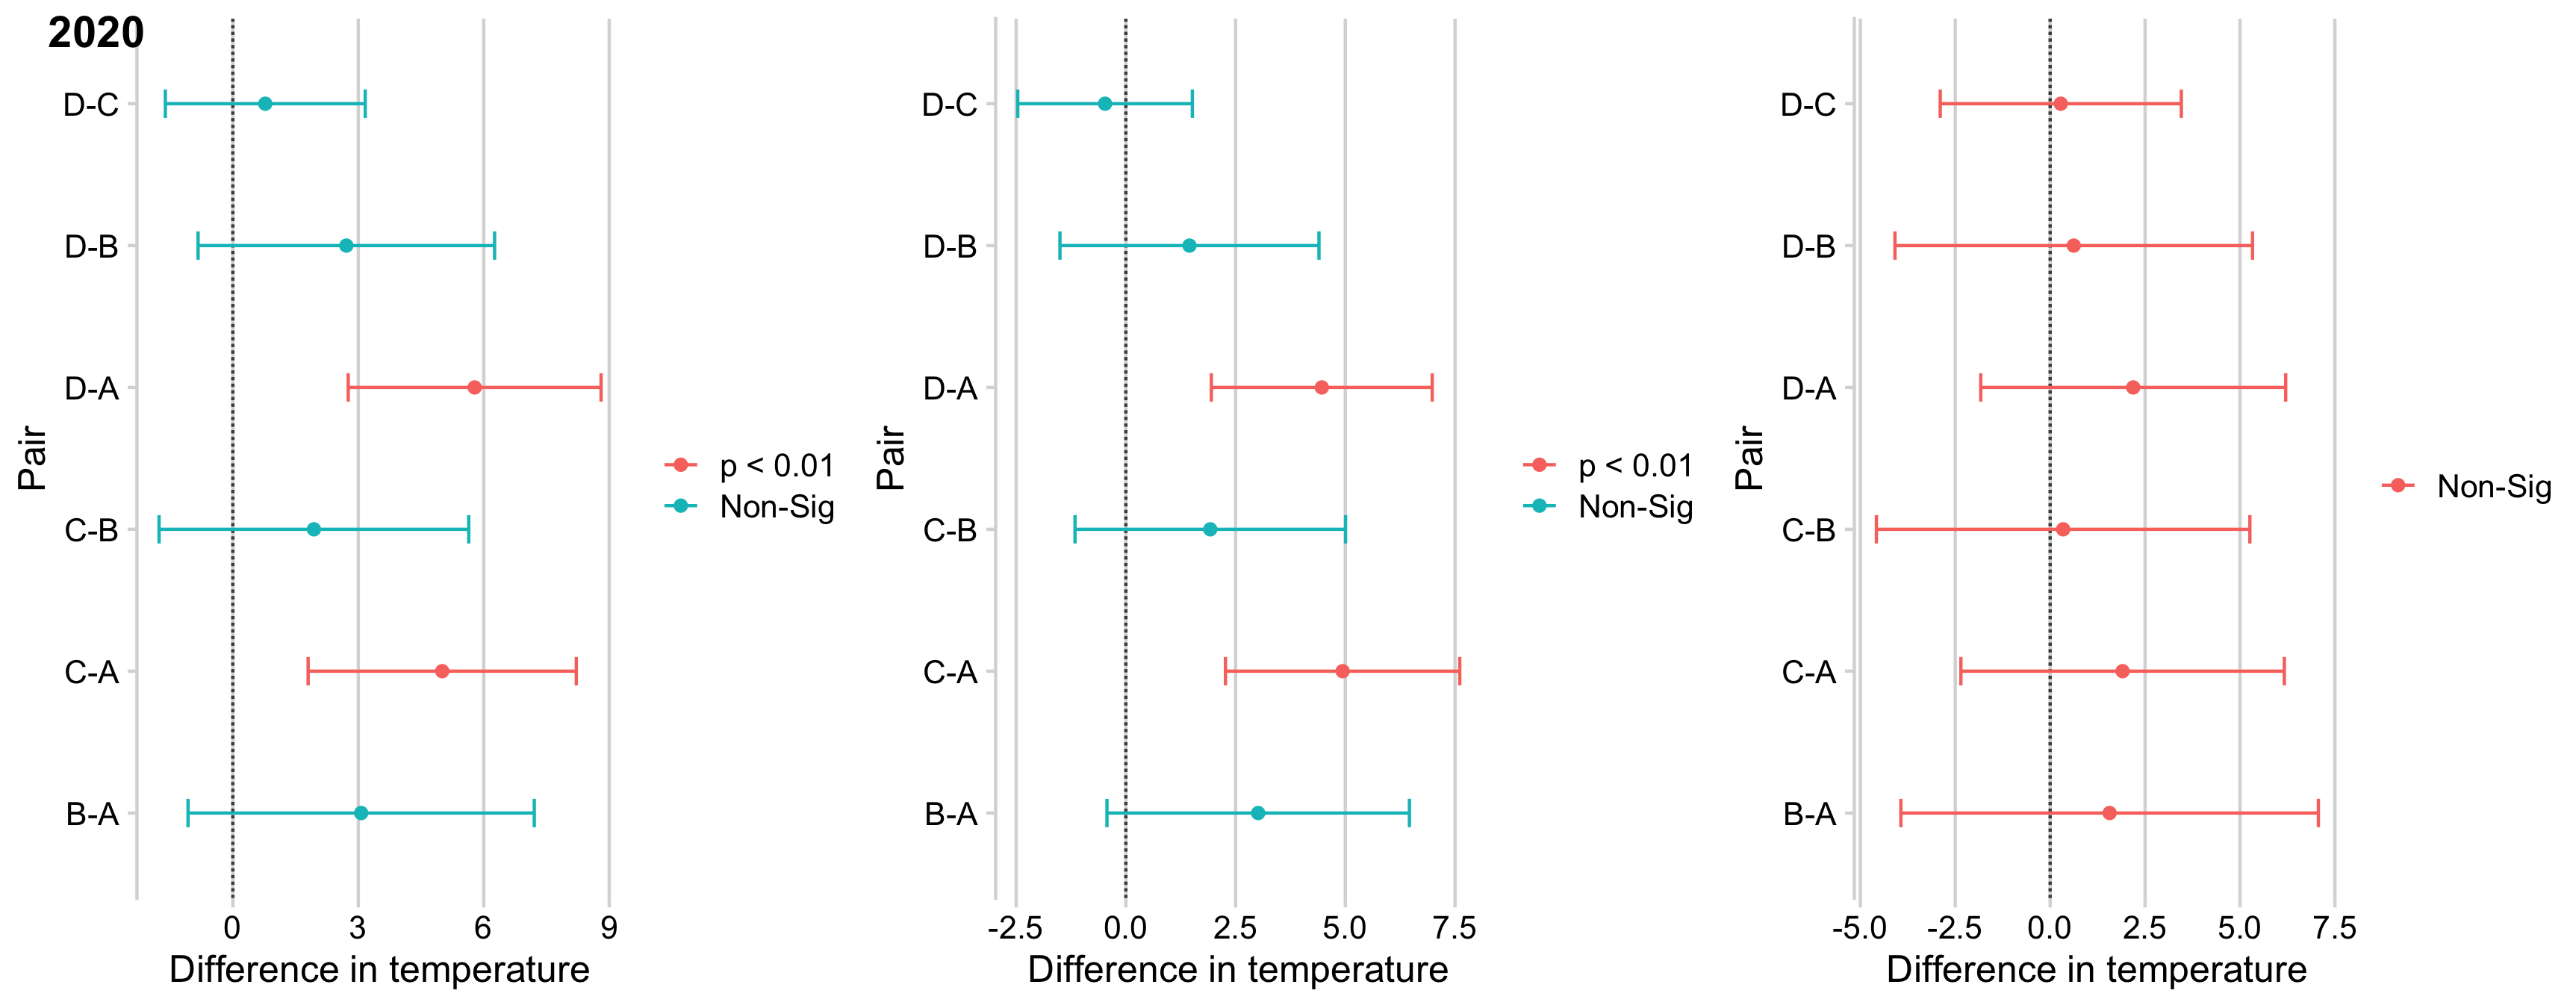 2020
D-C
D-B
D-A
C-B
C-A
B-A
Pair
0 3 6 9
Difference in temperature
p < 0.01
Non-Sig
D-C
D-B
D-A
C-B
C-A
B-A
Pair
-2.5 0.0 2.5 5.0 7.5
Difference in temperature
p < 0.01
Non-Sig
D-C
D-B
D-A
C-B
C-A
B-A
Pair
-5.0 -2.5 0.0 2.5 5.0 7.5
Difference in temperature
Non-Sig